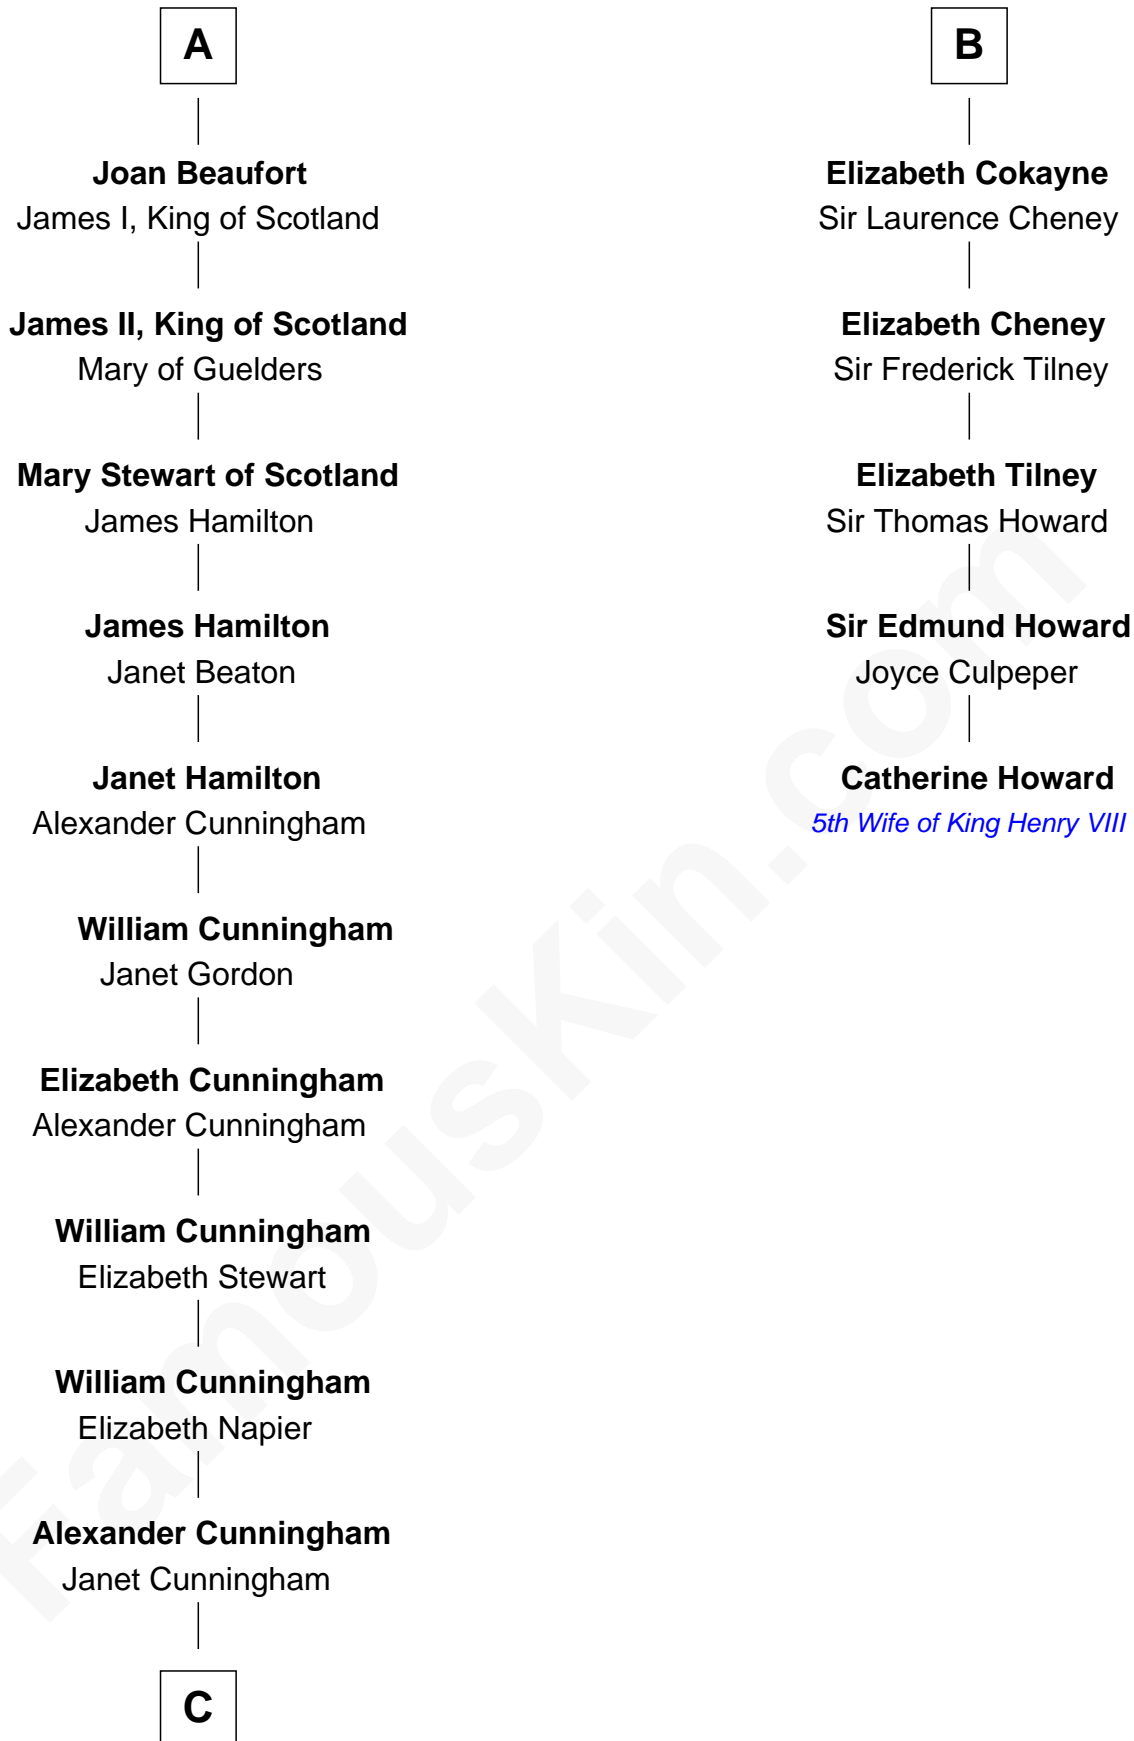 A
Joan Beaufort
James I, King of Scotland
James II, King of Scotland
Mary of Guelders
Mary Stewart of Scotland
James Hamilton
James Hamilton
Janet Beaton
Janet Hamilton
Alexander Cunningham
William Cunningham
Janet Gordon
Elizabeth Cunningham
Alexander Cunningham
William Cunningham
Elizabeth Stewart
William Cunningham
Elizabeth Napier
Alexander Cunningham
Janet Cunningham
C
B
Elizabeth Cokayne
Sir Laurence Cheney
Elizabeth Cheney
Sir Frederick Tilney
Elizabeth Tilney
Sir Thomas Howard
Sir Edmund Howard
Joyce Culpeper
Catherine Howard
5th Wife of King Henry VIII
FamousKin.com